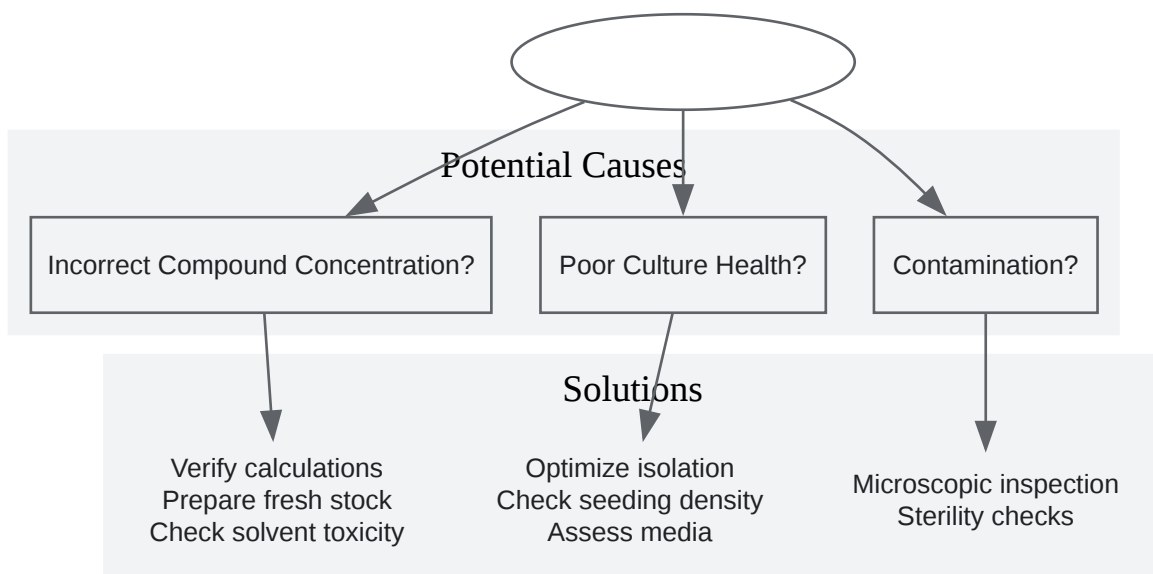 Potential Causes
Incorrect Compound Concentration?
Poor Culture Health?
Contamination?
Solutions
Verify calculations
Prepare fresh stock
Check solvent toxicity
Optimize isolation
Check seeding density
Assess media
Microscopic inspection
Sterility checks